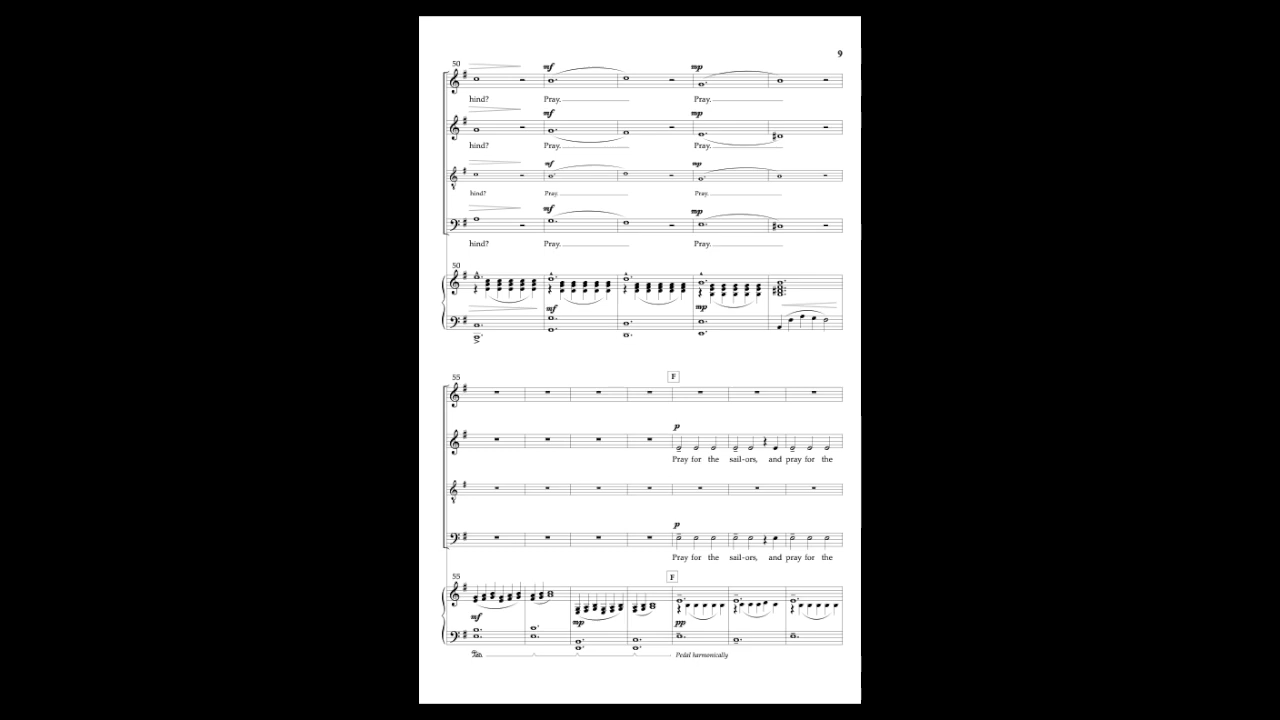 9
50
mf
mp
hind?
Pray.
Pray.
mf
mp
hind?
Pray.
Pray.
mf
mp
hind?
Pray.
Pray.
mf
mp
hind?
Pray.
Pray.
50
mf
mp
55
F
p
Pray for the sail-ors, and pray for the
p
Pray for the sail-ors, and pray for the
55
F
mf
mp
pp
Ped.
Pedal harmonically